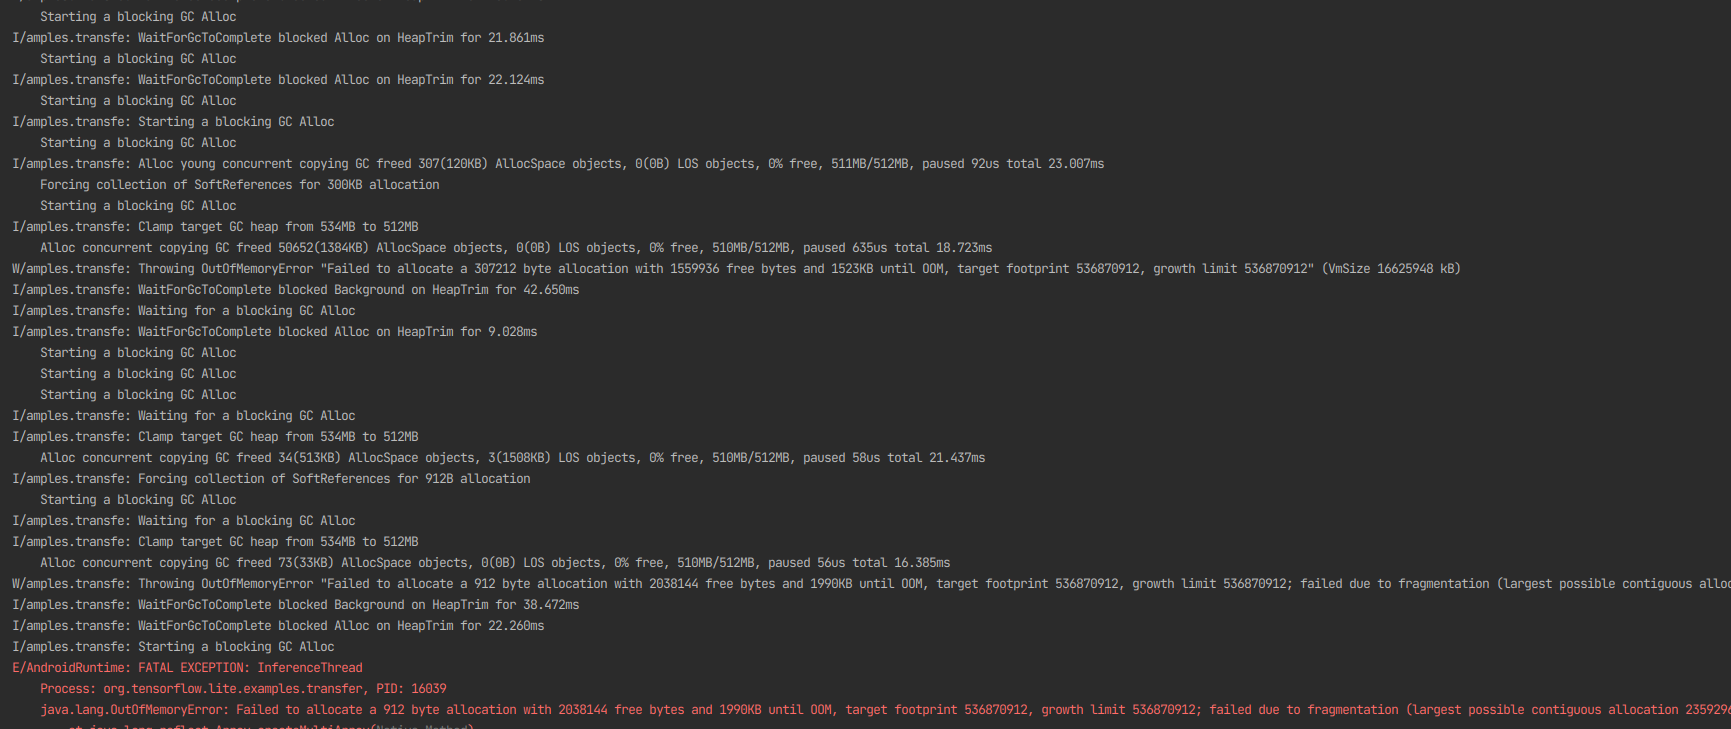 Starting a blocking GC Alloc
I/amples.transfe: WaitForGcToComplete blocked Alloc on HeapTrim for 21.861ms
Starting a blocking GC Alloc
I/amples.transfe: WaitForGcToComplete blocked Alloc on HeapTrim for 22.124ms
Starting a blocking GC Alloc
I/amples.transfe: Starting a blocking GC Alloc
Starting a blocking GC Alloc
I/amples.transfe: Alloc young concurrent copying GC freed 307(120KB) AllocSpace objects, 0(0B) LOS objects, 0% free, 511MB/512MB, paused 92us total 23.007ms
Forcing collection of SoftReferences for 300KB allocation
Starting a blocking GC Alloc
I/amples.transfe: Clamp target GC heap from 534MB to 512MB
Alloc concurrent copying GC freed 50652(1384KB) AllocSpace objects, 0(0B) LOS objects, 0% free, 510MB/512MB, paused 635us total 18.723ms
W/amples.transfe: Throwing OutOfMemoryError "Failed to allocate a 307212 byte allocation with 1559936 free bytes and 1523KB until OOM, target footprint 536870912, growth limit 536870912" (VmSize 16625948 kB)
I/amples.transfe: WaitForGcToComplete blocked Background on HeapTrim for 42.650ms
I/amples.transfe: Waiting for a blocking GC Alloc
I/amples.transfe: WaitForGcToComplete blocked Alloc on HeapTrim for 9.028ms
Starting a blocking GC Alloc
Starting a blocking GC Alloc
Starting a blocking GC Alloc
I/amples.transfe: Waiting for a blocking GC Alloc
I/amples.transfe: Clamp target GC heap from 534MB to 512MB
Alloc concurrent copying GC freed 34(513KB) AllocSpace objects, 3(1508KB) LOS objects, 0% free, 510MB/512MB, paused 58us total 21.437ms
I/amples.transfe: Forcing collection of SoftReferences for 912B allocation
Starting a blocking GC Alloc
I/amples.transfe: Waiting for a blocking GC Alloc
I/amples.transfe: Clamp target GC heap from 534MB to 512MB
Alloc concurrent copying GC freed 73(33KB) AllocSpace objects, 0(0B) LOS objects, 0% free, 510MB/512MB, paused 56us total 16.385ms
W/amples.transfe: Throwing OutOfMemoryError "Failed to allocate a 912 byte allocation with 2038144 free bytes and 1990KB until OOM, target footprint 536870912, growth limit 536870912; failed due to fragmentation (largest possible contiguous alloc
I/amples.transfe: WaitForGcToComplete blocked Background on HeapTrim for 38.472ms
I/amples.transfe: WaitForGcToComplete blocked Alloc on HeapTrim for 22.260ms
I/amples.transfe: Starting a blocking GC Alloc
E/AndroidRuntime: FATAL EXCEPTION: InferenceThread
Process: org.tensorflow.lite.examples.transfer, PID: 16039
java.lang.OutOfMemoryError: Failed to allocate a 912 byte allocation with 2038144 free bytes and 1990KB until OOM, target footprint 536870912, growth limit 536870912; failed due to fragmentation (largest possible contiguous allocation 2359296
at java.lang.reflect.Array.createMultiArray(Native Method)